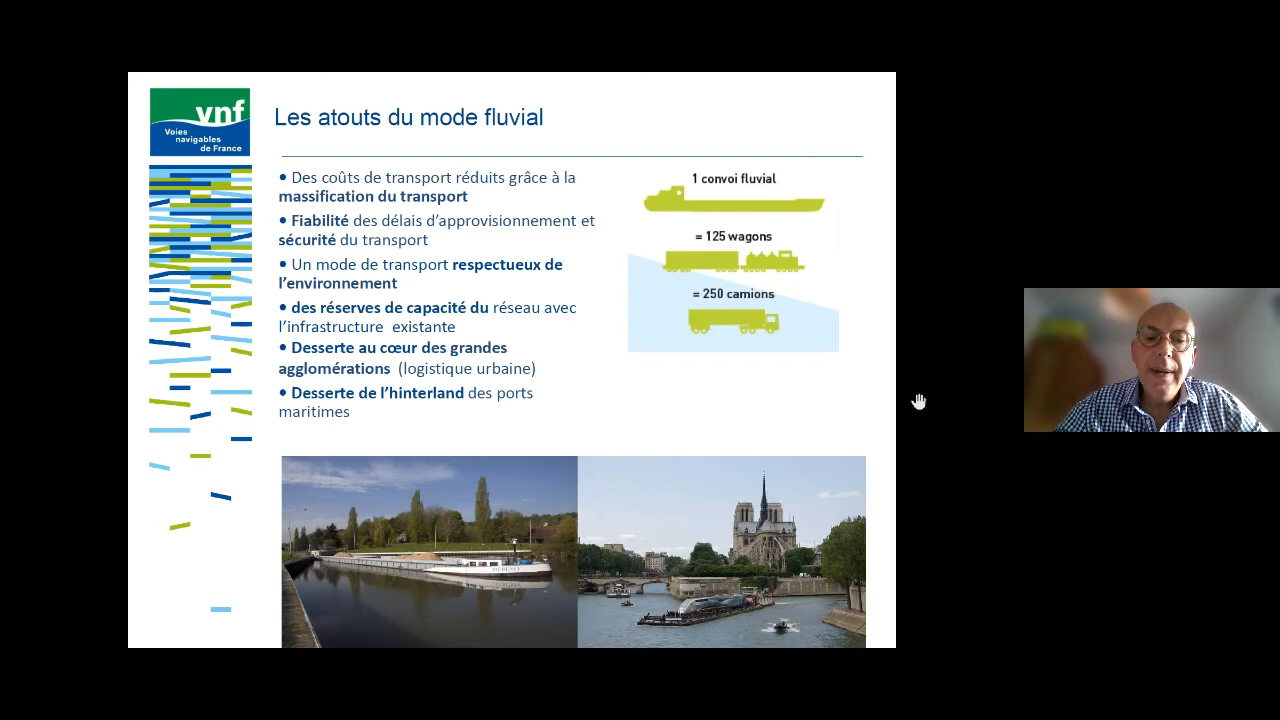 vnf
Voies
navigables
de France
Les atouts du mode fluvial
• Des coûts de transport réduits grâce à la
massification du transport
• Fiabilité des délais d’approvisionnement et
sécurité du transport
• Un mode de transport respectueux de
l’environnement
• des réserves de capacité du réseau avec
l’infrastructure existante
• Desserte au cœur des grandes
agglomérations (logistique urbaine)
• Desserte de l’hinterland des ports
maritimes
1 convoi fluvial
= 125 wagons
= 250 camions